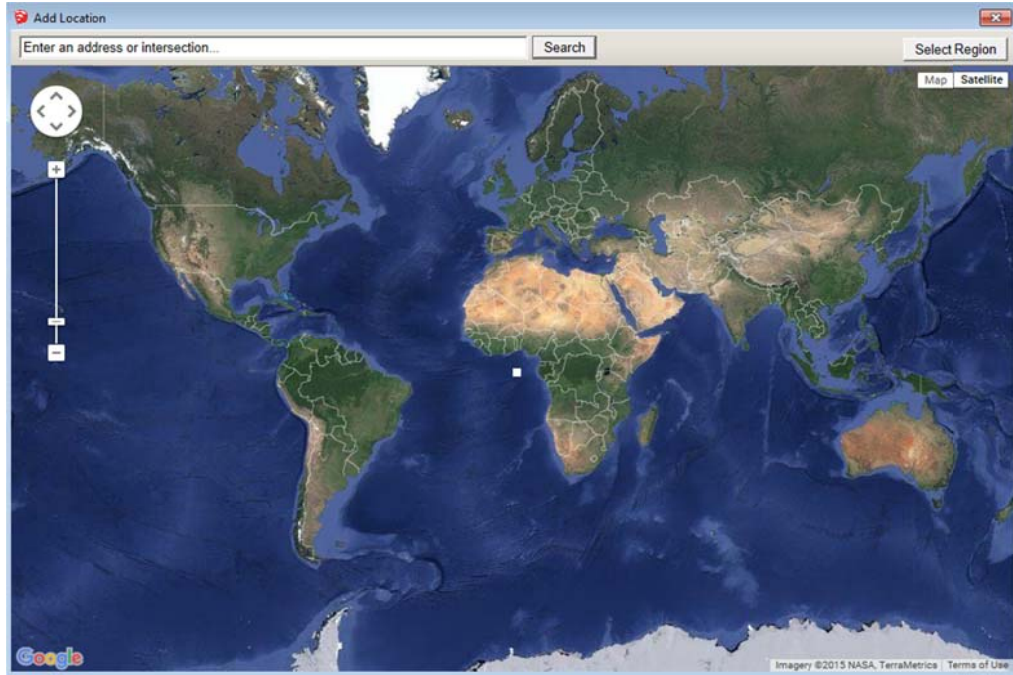 Add Location
Enter an address or intersection...
Search
Select Region
Map
Satellite
Google
Imagery ©2015 NASA, TerraMetrics
Terms of Use